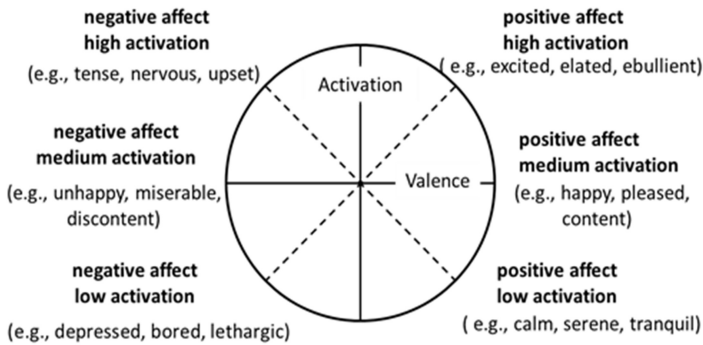 negative affect
high activation
(e.g., tense, nervous, upset)
positive affect
high activation
( e.g., excited, elated, ebullient)
Activation
negative affect
medium activation
(e.g., unhappy, miserable,
discontent)
Valence
positive affect
medium activation
(e.g., happy, pleased,
content)
negative affect
low activation
(e.g., depressed, bored, lethargic)
positive affect
low activation
( e.g., calm, serene, tranquil)